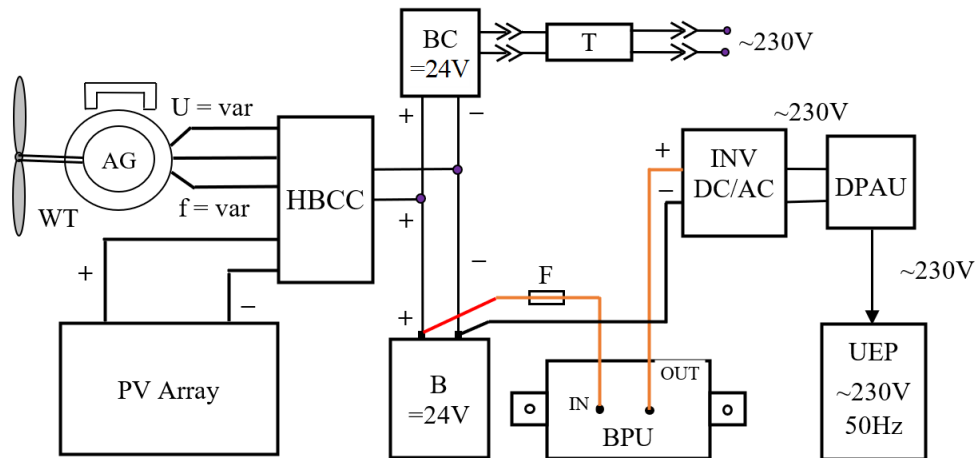 BC
=24V
T
~230V
U = var
AG
WT
f = var
HBCC
+
−
+
−
+
+
−
PV Array
B
=24V
F
IN
OUT
BPU
+
−
INV
DC/AC
~230V
DPAU
~230V
UEP
~230V
50Hz